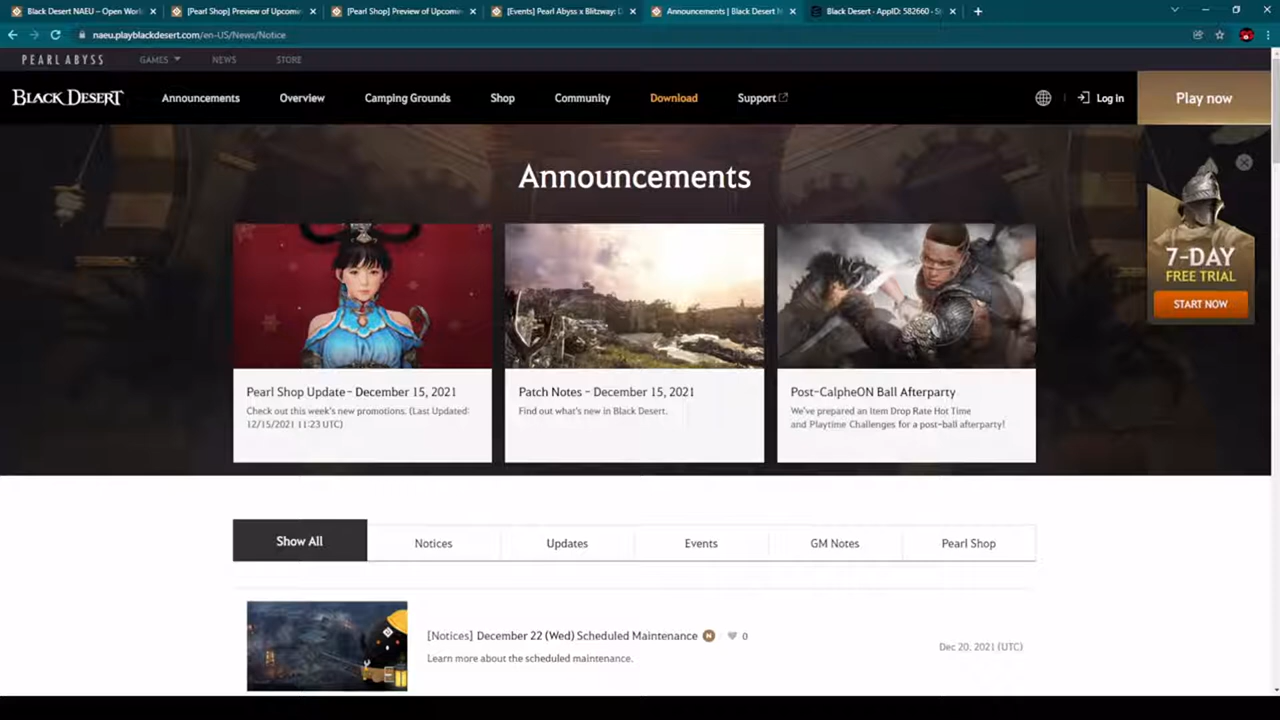 Black Desert NAEU – Open Worl
[Pearl Shop] Preview of Upcomin
[Pearl Shop] Preview of Upcomin
[Events] Pearl Abyss x Blitzway: D
Announcements | Black Desert N
Black Desert · AppID: 582660 · S
naeu.playblackdesert.com/en-US/News/Notice
PEARL ABYSS
GAMES
NEWS
STORE
BLACK DESERT
Announcements
Overview
Camping Grounds
Shop
Community
Download
Support
Log in
Play now
Announcements
7-DAY
FREE TRIAL
START NOW
Pearl Shop Update– December 15, 2021
Check out this week's new promotions. (Last Updated:
12/15/2021 11:23 UTC)
Patch Notes – December 15, 2021
Find out what's new in Black Desert.
Post-CalpheON Ball Afterparty
We've prepared an Item Drop Rate Hot Time
and Playtime Challenges for a post-ball afterparty!
Show All
Notices
Updates
Events
GM Notes
Pearl Shop
[Notices] December 22 (Wed) Scheduled Maintenance N 0
Learn more about the scheduled maintenance.
Dec 20, 2021 (UTC)